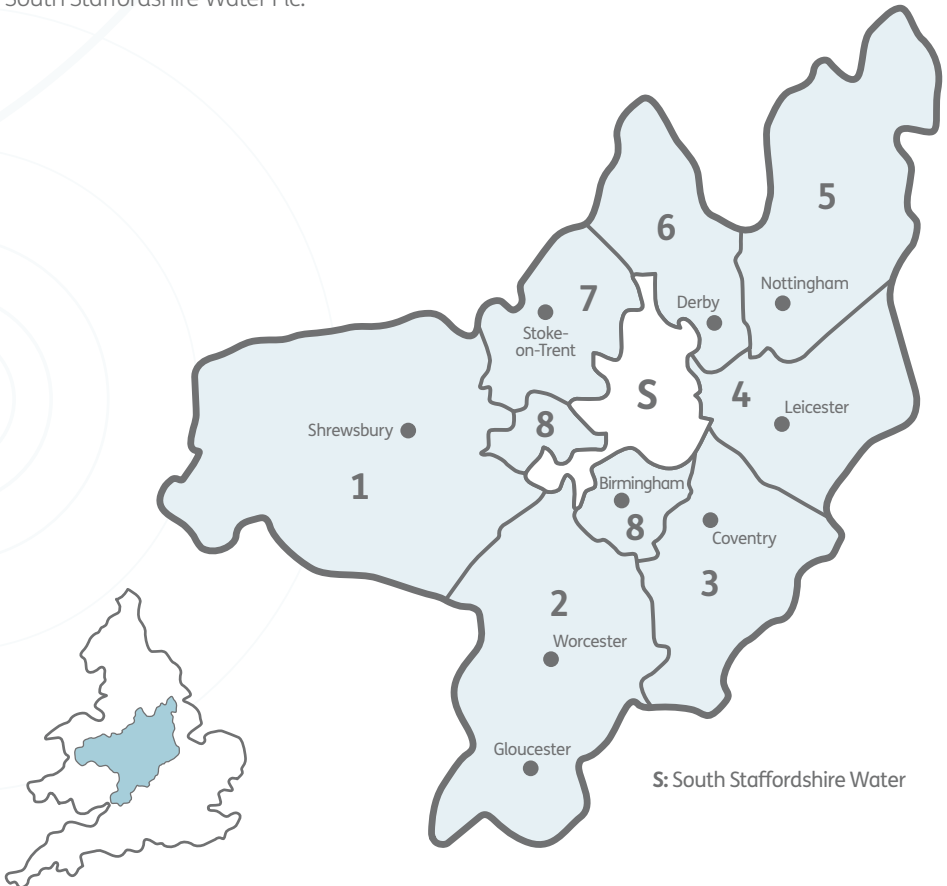 South Staffordshire Water Plc.
5
6
Nottingham
7
Derby
Stoke-
on-Trent
S
4
Leicester
8
Shrewsbury
1
Birmingham
8
Coventry
3
2
Worcester
Gloucester
S: South Staffordshire Water